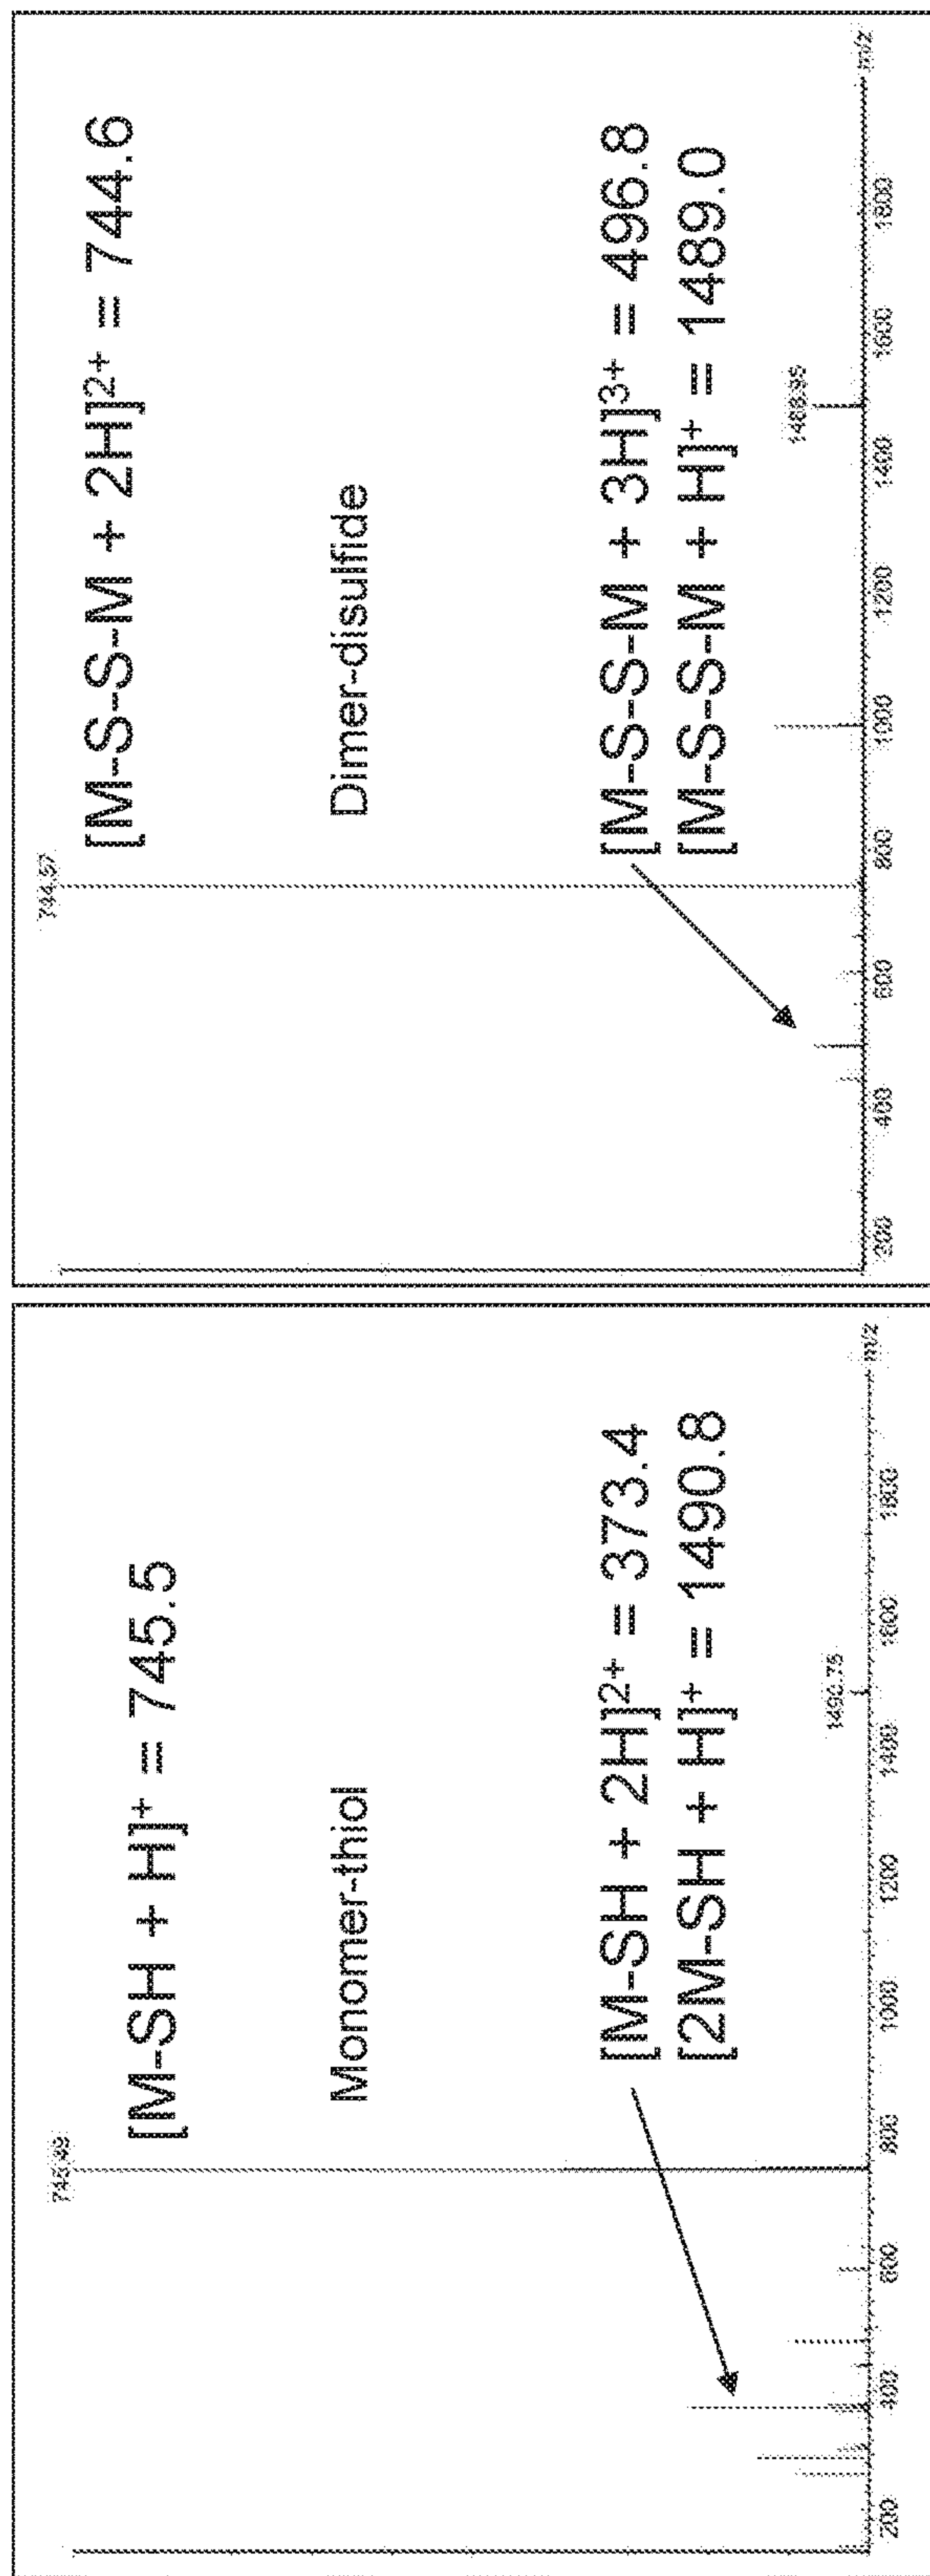 745.49
[M-SH + H]⁺ = 745.5
Monomer-thiol
[M-SH + 2H]²⁺ = 373.4
[2M-SH + H]⁺ = 1490.8
1490.75
200 400 600 800 1000 1200 1400 1600 1800 m/z
744.57
[M-S-S-M + 2H]²⁺ = 744.6
Dimer-disulfide
[M-S-S-M + 3H]³⁺ = 496.8
[M-S-S-M + H]⁺ = 1489.0
1488.95
200 400 600 800 1000 1200 1400 1600 1800 m/z